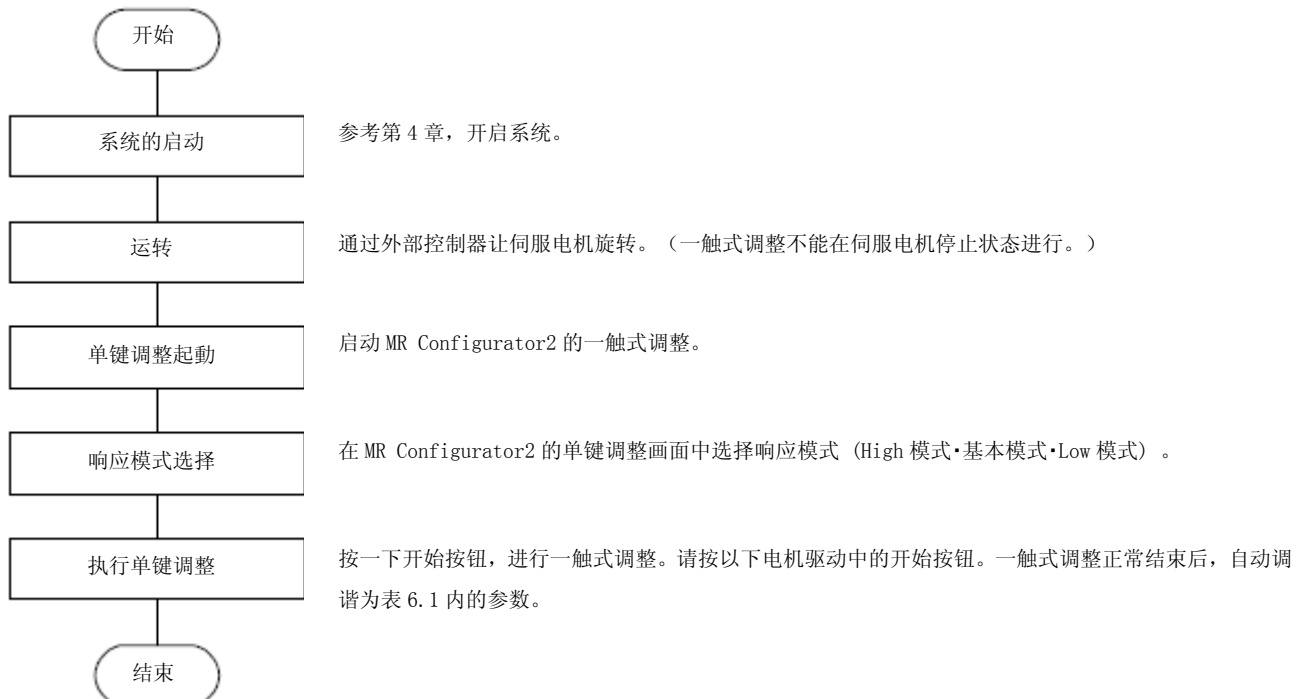 开始
系统的启动
参考第 4 章，开启系统。
运转
通过外部控制器让伺服电机旋转。（一触式调整不能在伺服电机停止状态进行。）
单键调整起動
启动 MR Configurator2 的一触式调整。
响应模式选择
在 MR Configurator2 的单键调整画面中选择响应模式 (High 模式·基本模式·Low 模式) 。
执行单键调整
按一下开始按钮，进行一触式调整。请按以下电机驱动中的开始按钮。一触式调整正常结束后，自动调
谐为表 6.1 内的参数。
结束